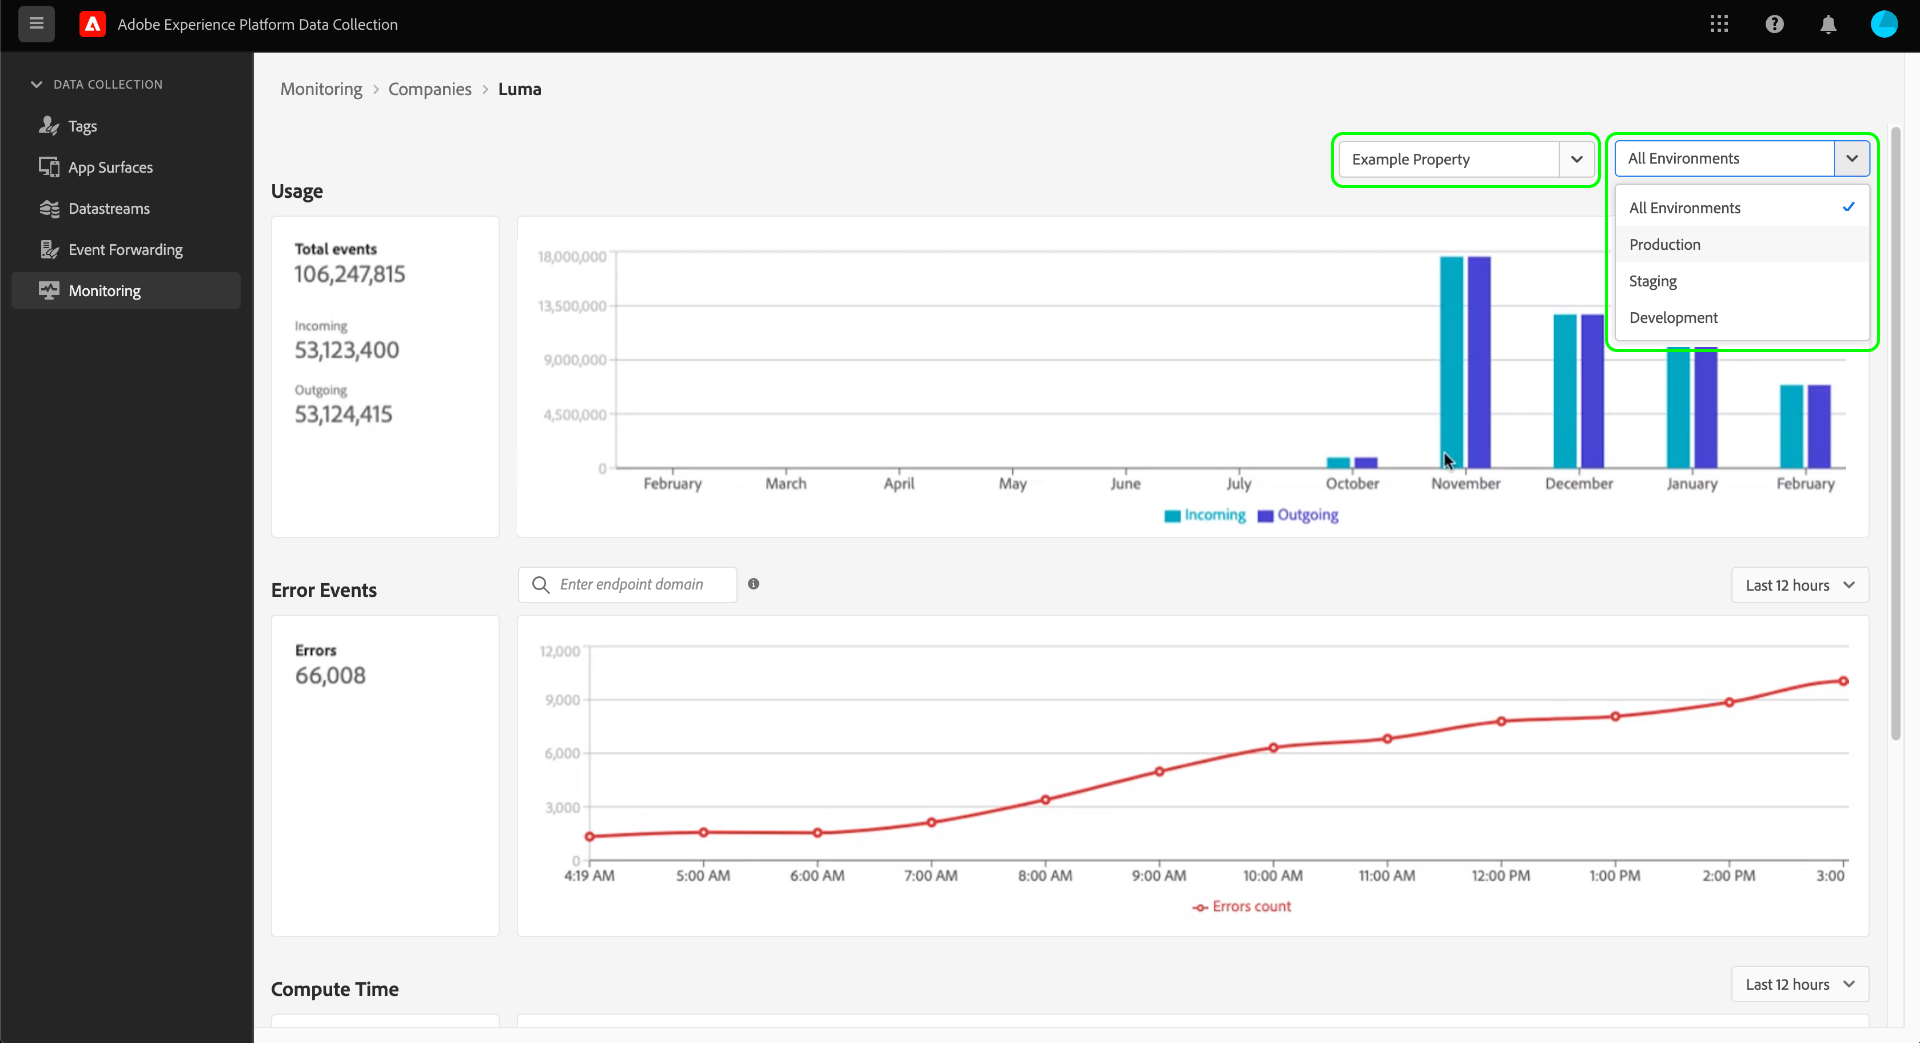 Adobe Experience Platform Data Collection
DATA COLLECTION
Tags
App Surfaces
Datastreams
Event Forwarding
Monitoring
Monitoring > Companies > Luma
Example Property
All Environments
All Environments
Production
Staging
Development
Usage
Total events
106,247,815
Incoming
53,123,400
Outgoing
53,124,415
18,000,000
13,500,000
9,000,000
4,500,000
0
February March April May June July October November December January February
Incoming Outgoing
Error Events
Enter endpoint domain
Last 12 hours
Errors
66,008
12,000
9,000
6,000
3,000
0
4:19 AM 5:00 AM 6:00 AM 7:00 AM 8:00 AM 9:00 AM 10:00 AM 11:00 AM 12:00 PM 1:00 PM 2:00 PM 3:00
Errors count
Compute Time
Last 12 hours